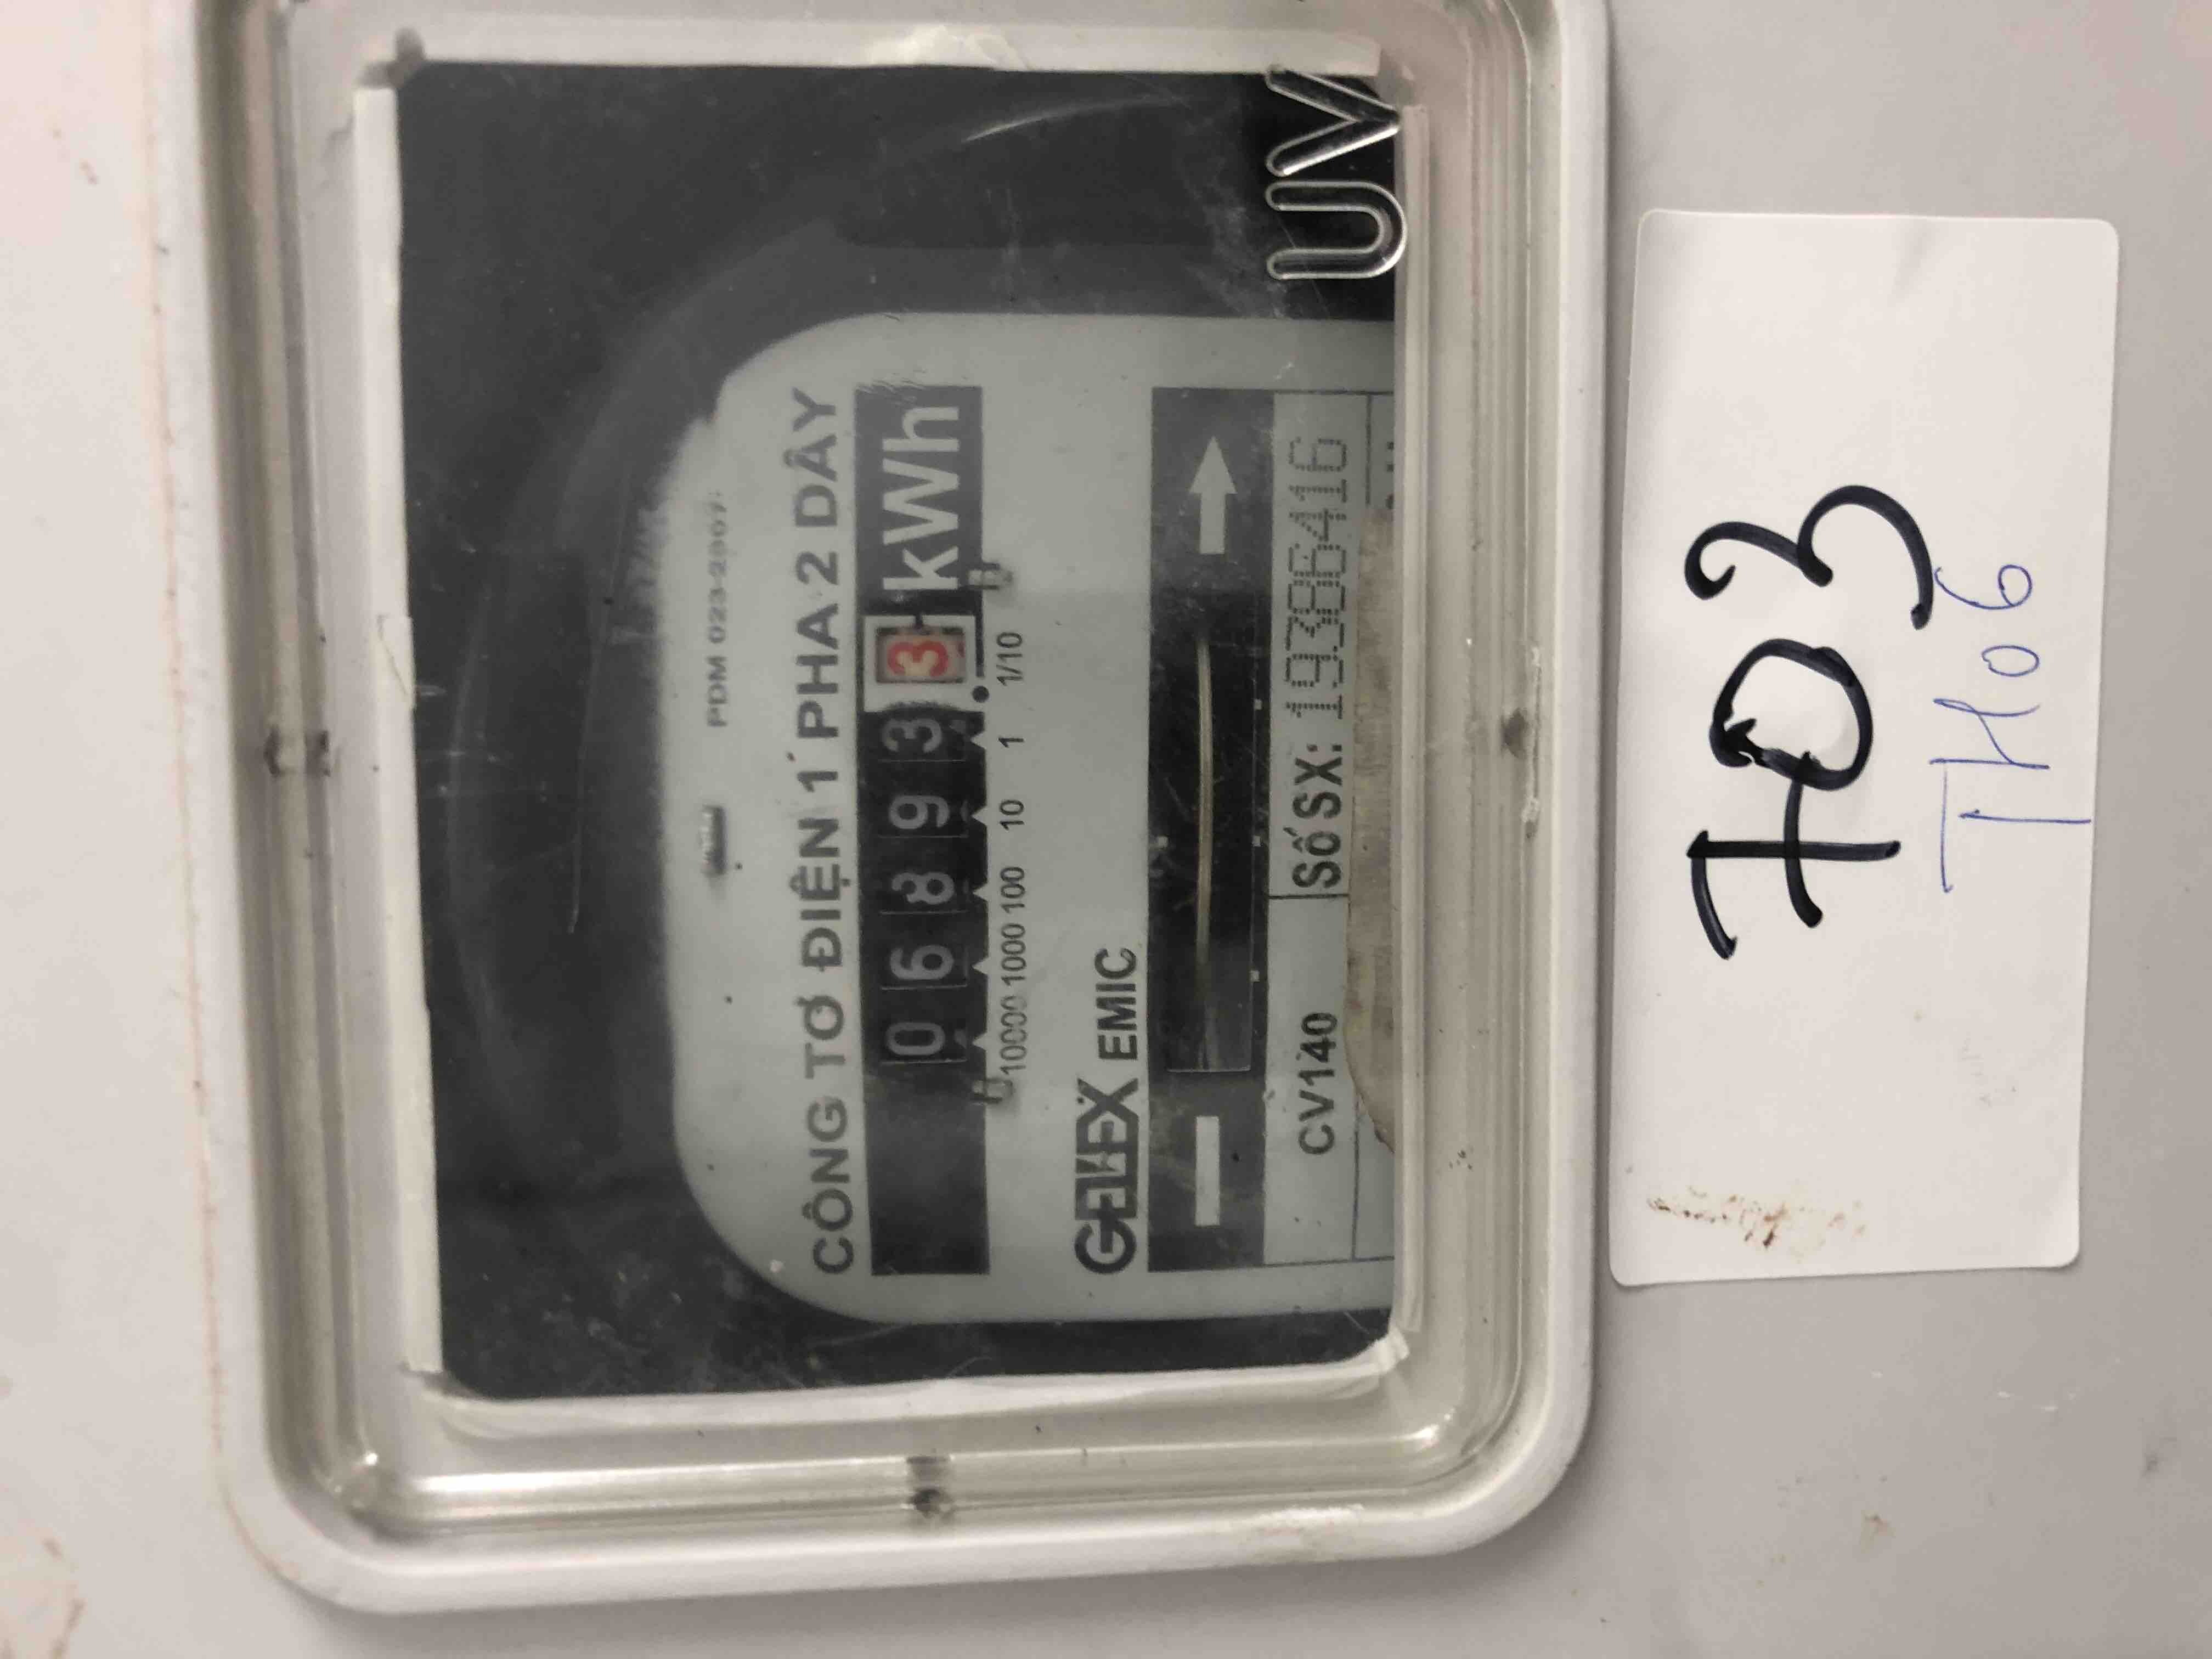 UV
PDM 023-2807
CÔNG TƠ ĐIỆN 1 PHA 2 DÂY
0 6 8 9 3 3 kWh
10000 1000 100 10 1 1/10
GELEX EMIC
CV140 Số SX: 19386416
703
TH06